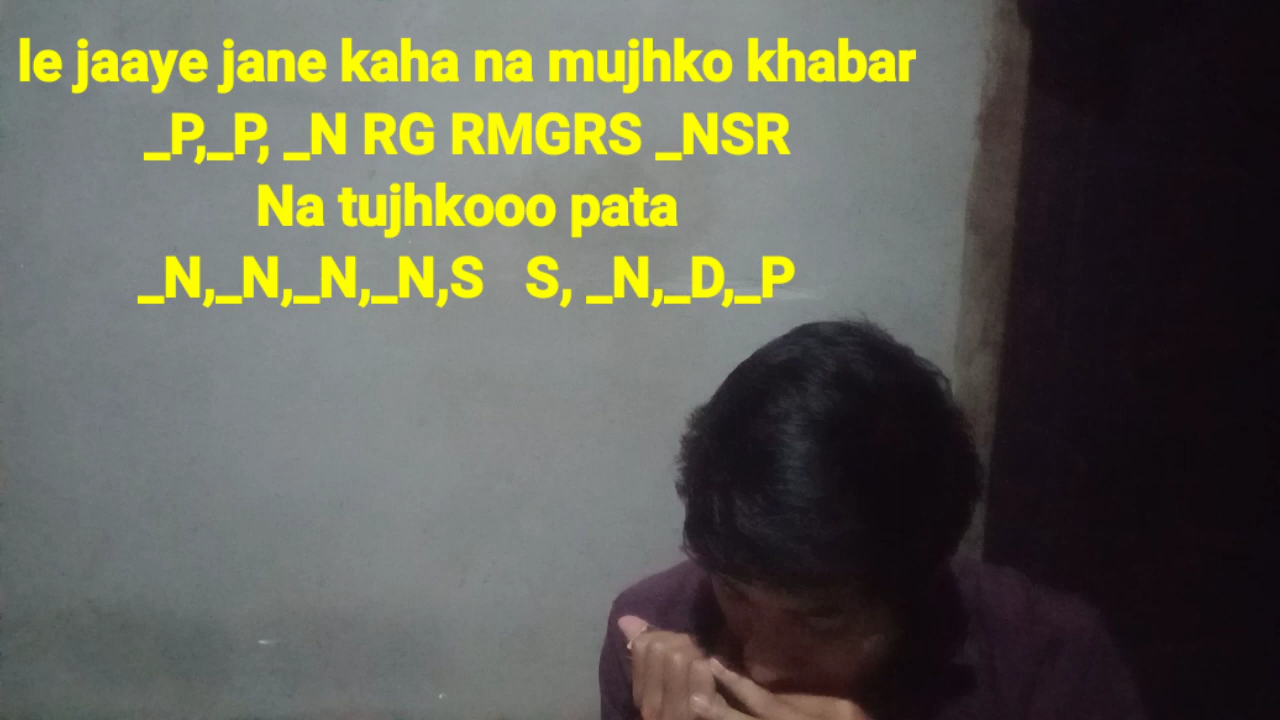 le jaaye jane kaha na mujhko khabar
_P,_P, _N RG RMGRS _NSR
Na tujhkooo pata
_N,_N,_N,_N,S S, _N,_D,_P